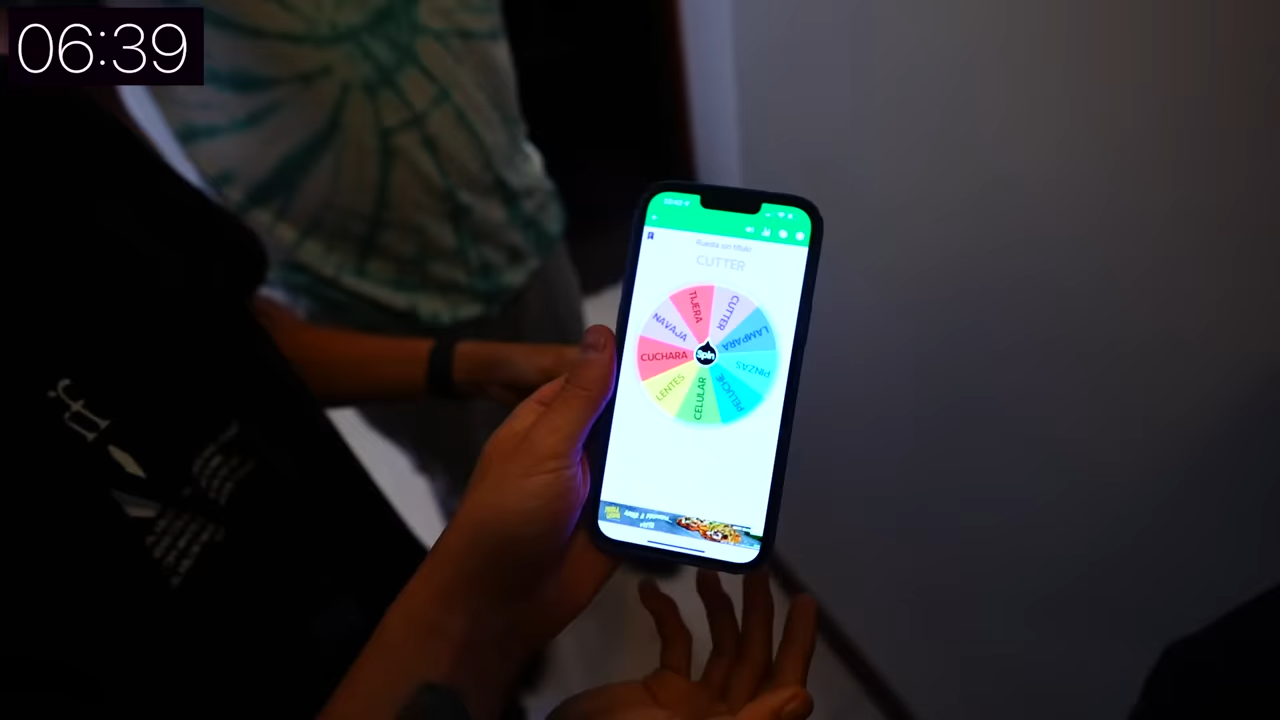 06:39
Rueda sin título
CUTTER
TIJERA
CUTTER
LAMPARA
PINZAS
PELUCHE
CELULAR
LENTES
CUCHARA
NAVAJA
Spin